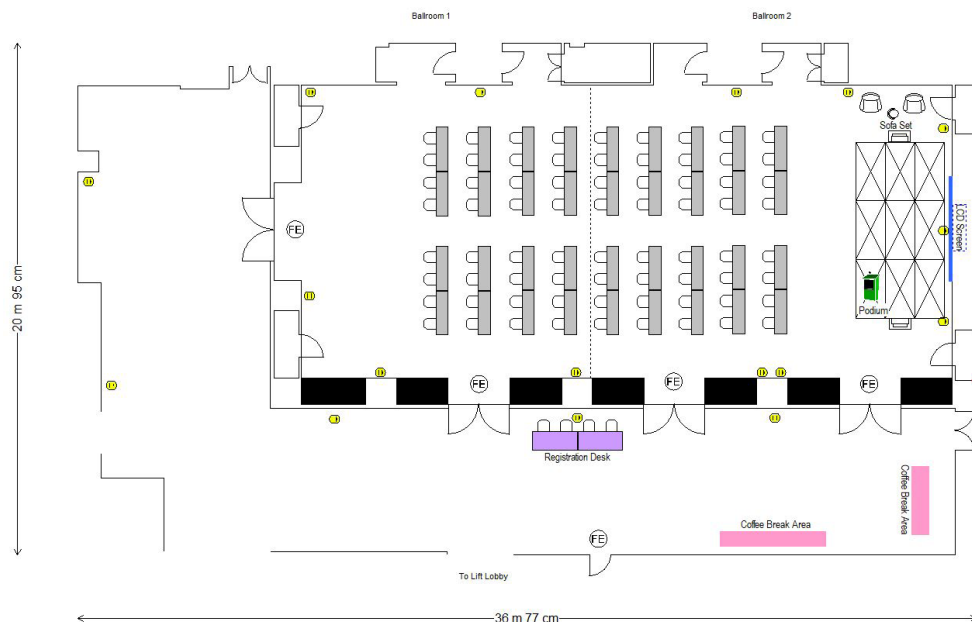 Ballroom 1
Ballroom 2
Sofa Set
LCD Screen
FE
20 m 95 cm
Podium
FE
FE
FE
Registration Desk
Coffee Break Area
Coffee Break Area
FE
To Lift Lobby
36 m 77 cm